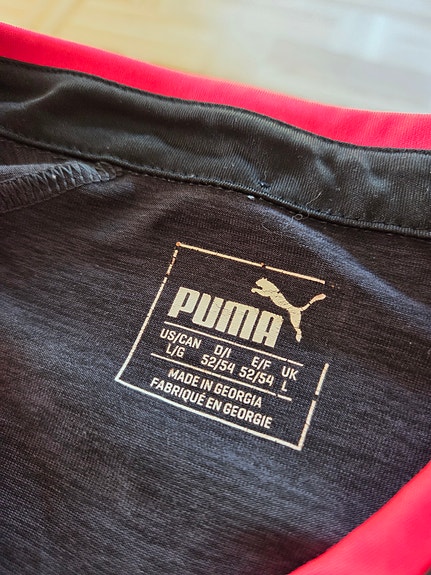 PUMA
US/CAN D/I E/F UK
L/G 52/54 52/54 L
MADE IN GEORGIA
FABRIQUÉ EN GEORGIE